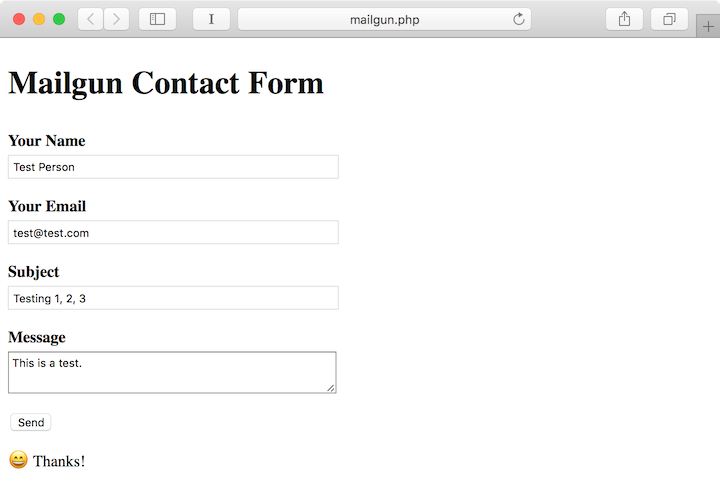 mailgun.php
Mailgun Contact Form
Your Name
Test Person
Your Email
test@test.com
Subject
Testing 1, 2, 3
Message
This is a test.
Send
😄 Thanks!